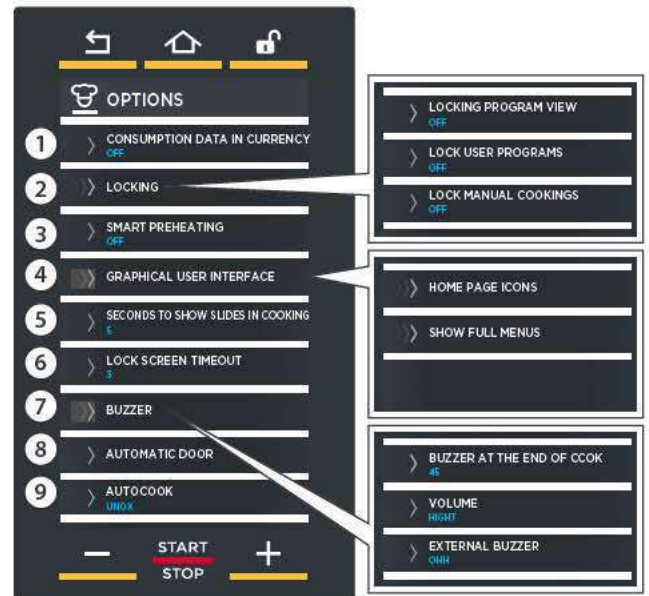 OPTIONS
1
CONSUMPTION DATA IN CURRENCY
OFF
2
LOCKING
3
SMART PREHEATING
OFF
4
GRAPHICAL USER INTERFACE
5
SECONDS TO SHOW SLIDES IN COOKING
5
6
LOCK SCREEN TIMEOUT
3
7
BUZZER
8
AUTOMATIC DOOR
9
AUTOCOOK
UNOX
START
STOP
LOCKING PROGRAM VIEW
OFF
LOCK USER PROGRAMS
OFF
LOCK MANUAL COOKINGS
OFF
HOME PAGE ICONS
SHOW FULL MENUS
BUZZER AT THE END OF CCOK
45
VOLUME
HIGHT
EXTERNAL BUZZER
OHH